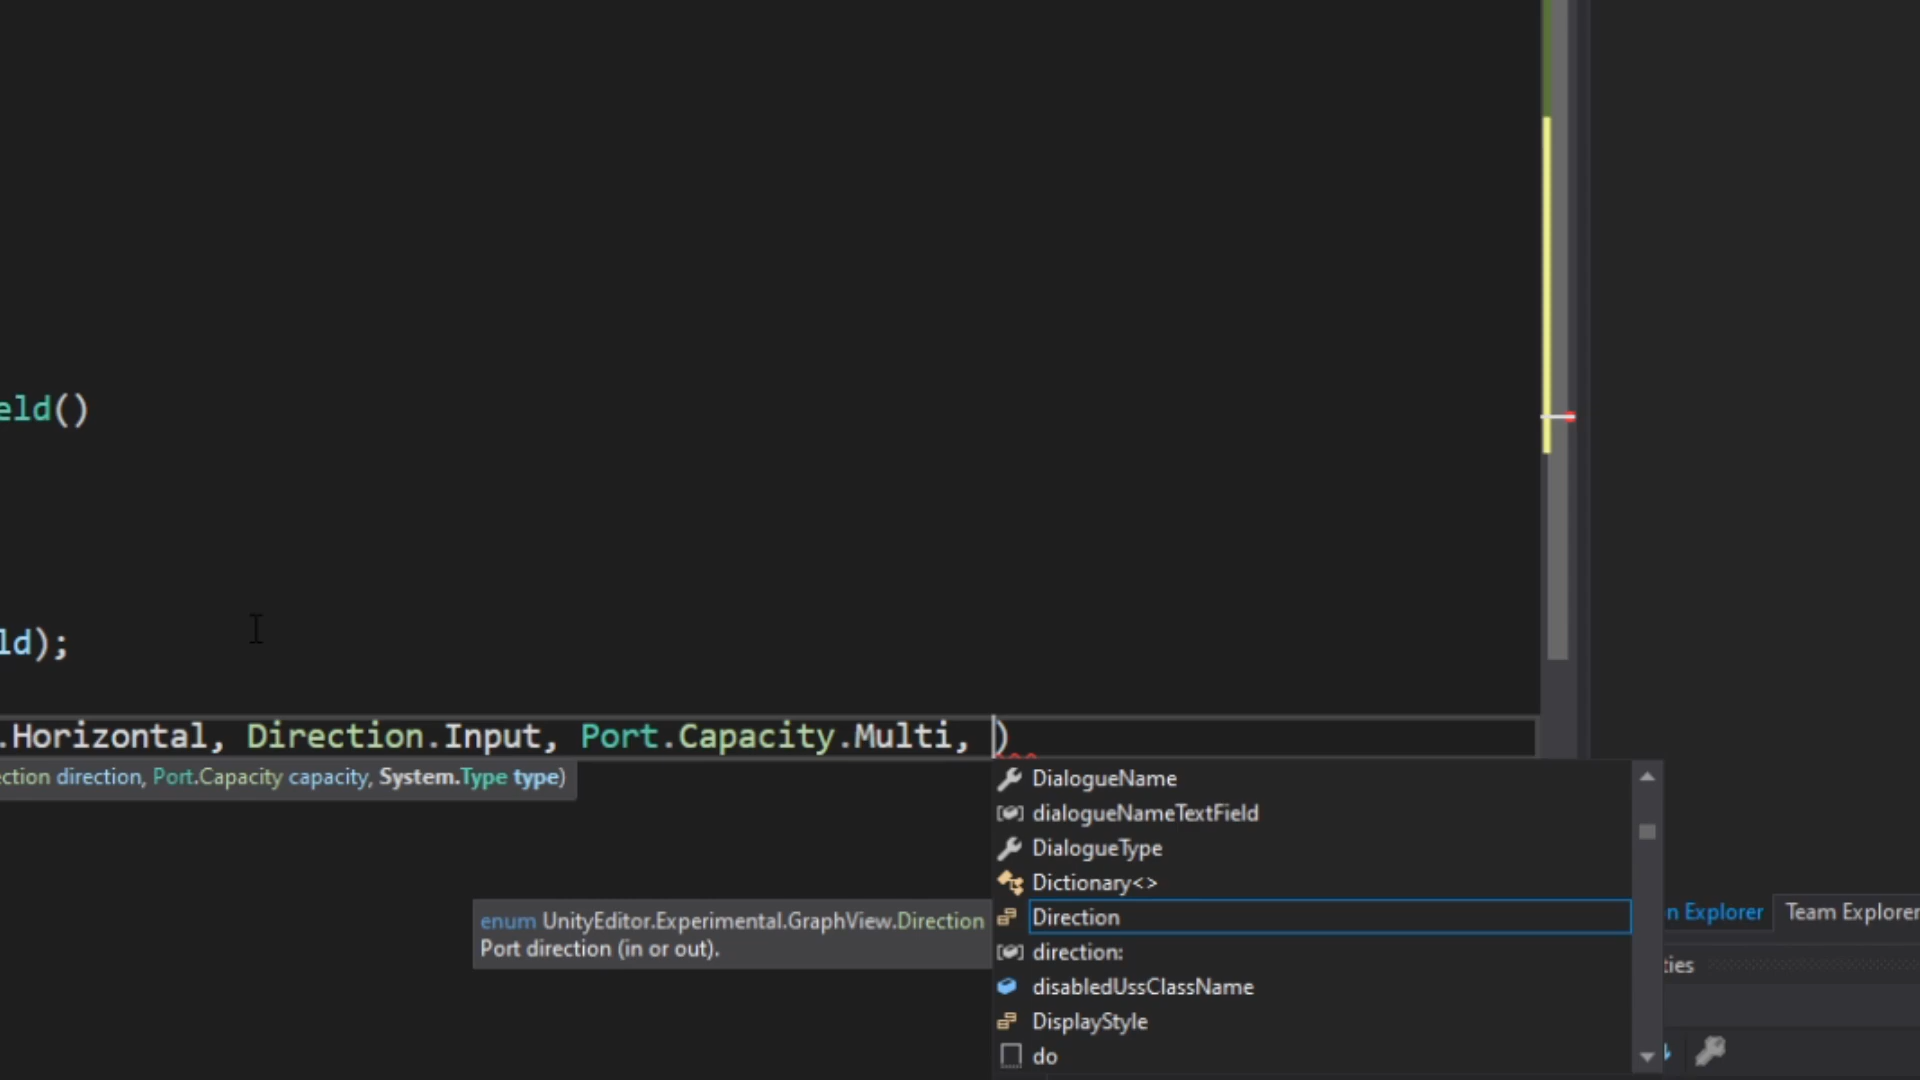 eld()
ld);
.Horizontal, Direction.Input, Port.Capacity.Multi, )
ction direction, Port.Capacity capacity, System.Type type)
DialogueName
dialogueNameTextField
DialogueType
Dictionary<>
enum UnityEditor.Experimental.GraphView.Direction
Port direction (in or out).
Direction
direction:
disabledUssClassName
DisplayStyle
do
n Explorer
Team Explorer
ties